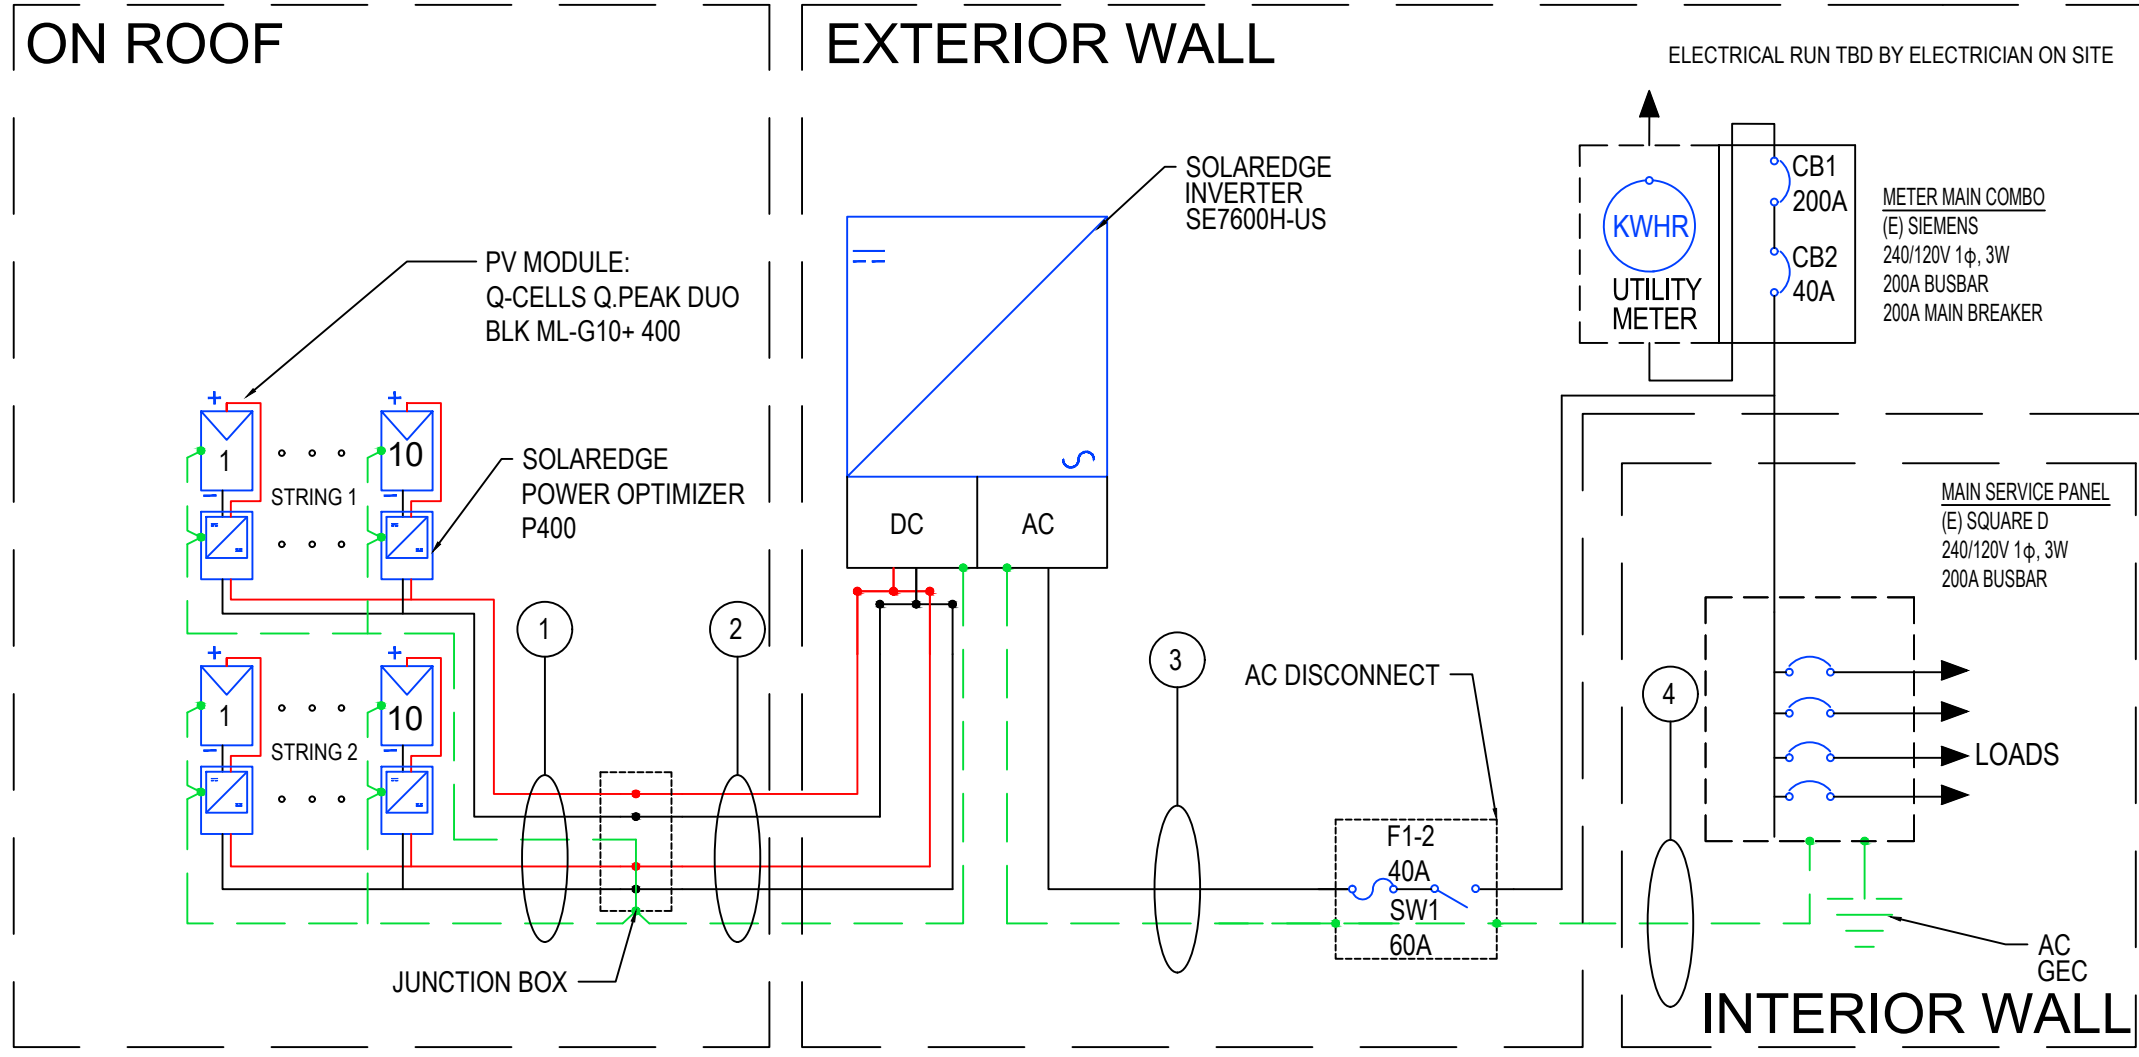 ON ROOF
EXTERIOR WALL
ELECTRICAL RUN TBD BY ELECTRICIAN ON SITE
SOLAREDGE
INVERTER
SE7600H-US
CB1
200A
CB2
40A
KWHR
UTILITY
METER
METER MAIN COMBO
(E) SIEMENS
240/120V 1ϕ, 3W
200A BUSBAR
200A MAIN BREAKER
PV MODULE:
Q-CELLS Q.PEAK DUO
BLK ML-G10+ 400
+
+
1
10
STRING 1
SOLAREDGE
POWER OPTIMIZER
P400
DC
AC
MAIN SERVICE PANEL
(E) SQUARE D
240/120V 1ϕ, 3W
200A BUSBAR
1
2
3
4
+
+
1
10
STRING 2
AC DISCONNECT
LOADS
F1-2
40A
SW1
60A
JUNCTION BOX
AC
GEC
INTERIOR WALL